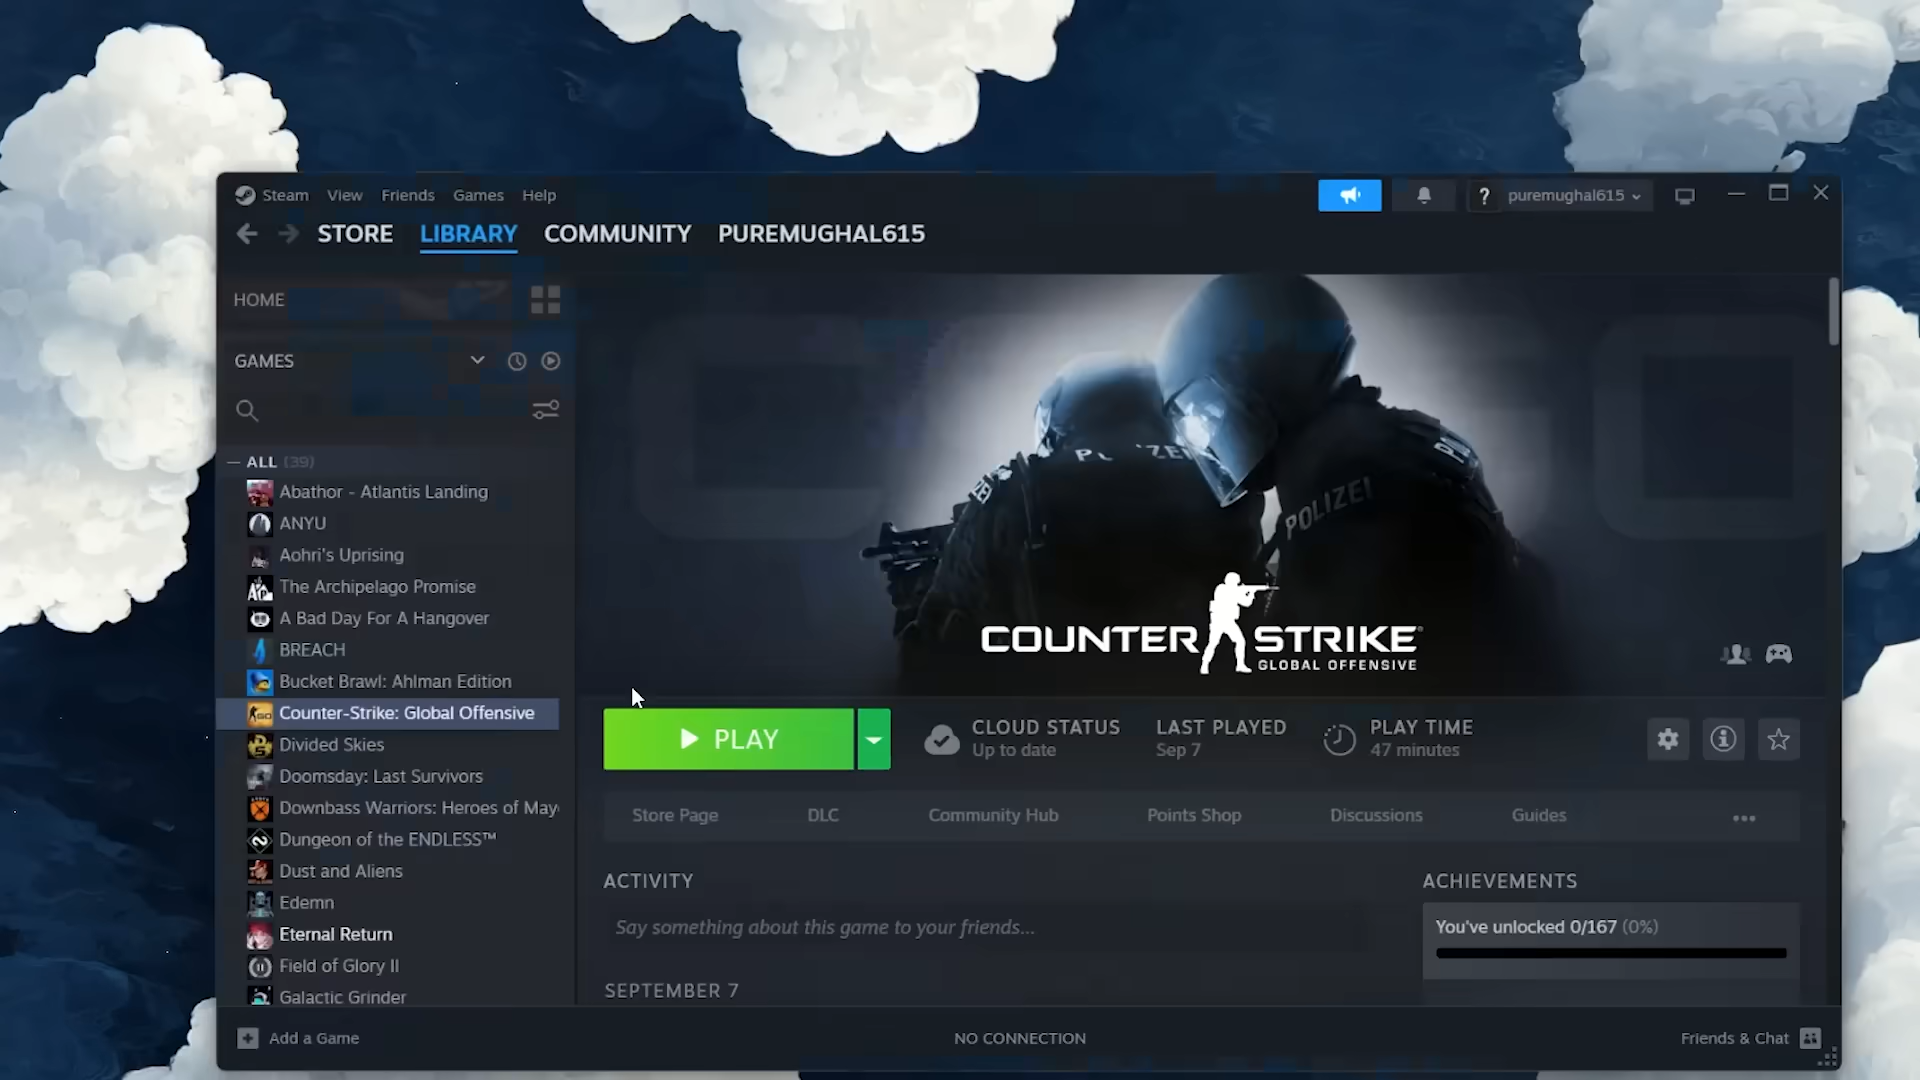 Steam View Friends Games Help
? puremughal615
STORE LIBRARY COMMUNITY PUREMUGHAL615
HOME
GAMES
ALL (39)
Abathor - Atlantis Landing
ANYU
Aohri's Uprising
The Archipelago Promise
A Bad Day For A Hangover
BREACH
Bucket Brawl: Ahlman Edition
Counter-Strike: Global Offensive
Divided Skies
Doomsday: Last Survivors
Downbass Warriors: Heroes of May
Dungeon of the ENDLESS™
Dust and Aliens
Edemn
Eternal Return
Field of Glory II
Galactic Grinder
POLIZEI
COUNTER STRIKE
GLOBAL OFFENSIVE
PLAY
CLOUD STATUS
Up to date
LAST PLAYED
Sep 7
PLAY TIME
47 minutes
Store Page DLC Community Hub Points Shop Discussions Guides
ACTIVITY
Say something about this game to your friends...
SEPTEMBER 7
ACHIEVEMENTS
You've unlocked 0/167 (0%)
Add a Game
NO CONNECTION
Friends & Chat